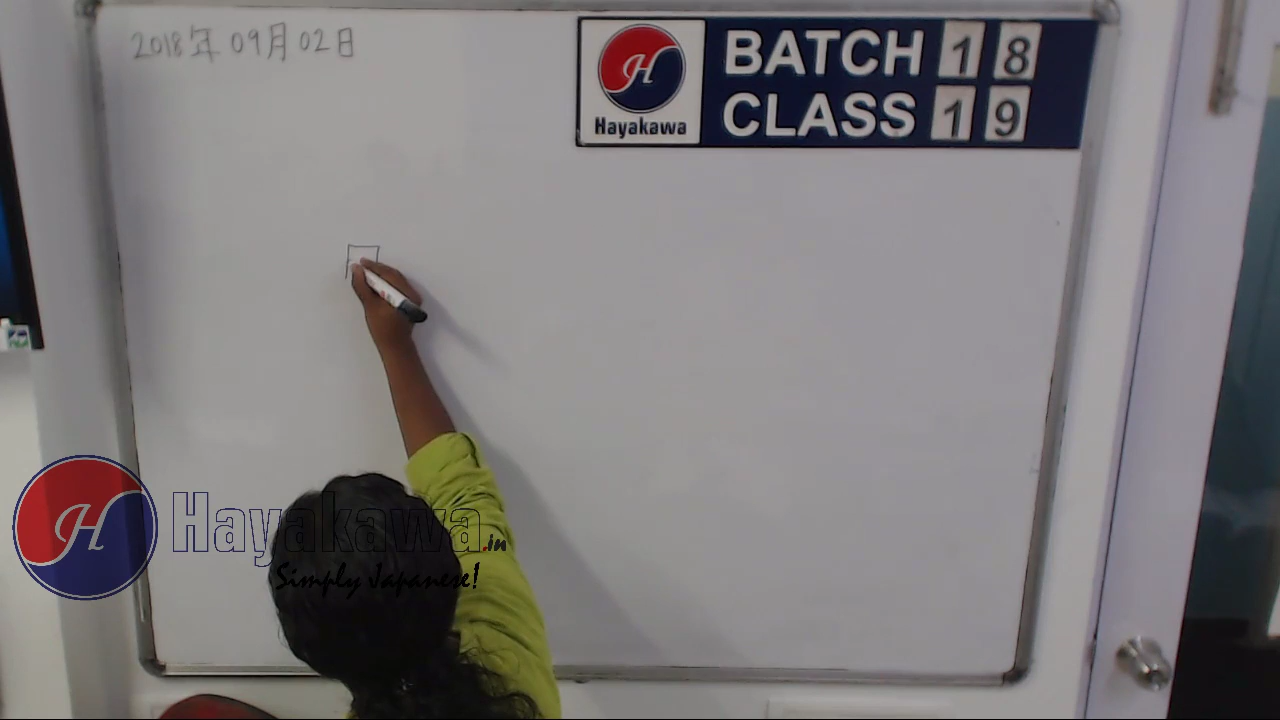 2018年 09月 02日
BATCH 18
CLASS 19
H
Hayakawa
H
Hayakawa.in
Simply Japanese!